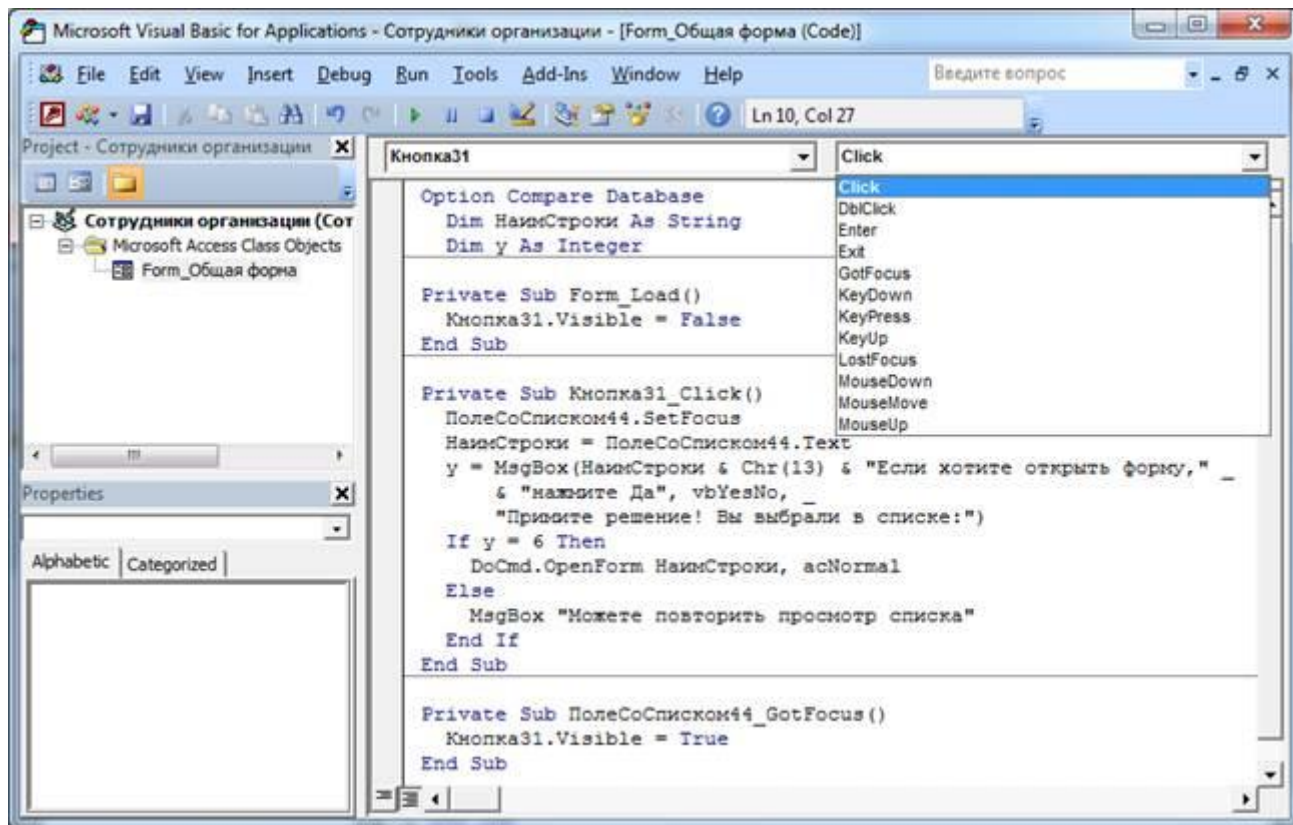 Microsoft Visual Basic for Applications - Сотрудники организации - [Form_Общая форма (Code)]
File Edit View Insert Debug Run Tools Add-Ins Window Help Введите вопрос
Ln 10, Col 27
Project - Сотрудники организации
Сотрудники организации (Сот
Microsoft Access Class Objects
Form_Общая форма
Properties
Alphabetic Categorized
Кнопка31
Click
Click
DblClick
Enter
Exit
GotFocus
KeyDown
KeyPress
KeyUp
LostFocus
MouseDown
MouseMove
MouseUp
Option Compare Database
Dim НаимСтроки As String
Dim y As Integer
Private Sub Form_Load()
Кнопка31.Visible = False
End Sub
Private Sub Кнопка31_Click()
ПолеСоСписком44.SetFocus
НаимСтроки = ПолеСоСписком44.Text
y = MsgBox(НаимСтроки & Chr(13) & "Если хотите открыть форму," _
& "нажмите Да", vbYesNo, _
"Примите решение! Вы выбрали в списке:")
If y = 6 Then
DoCmd.OpenForm НаимСтроки, acNormal
Else
MsgBox "Можете повторить просмотр списка"
End If
End Sub
Private Sub ПолеСоСписком44_GotFocus()
Кнопка31.Visible = True
End Sub